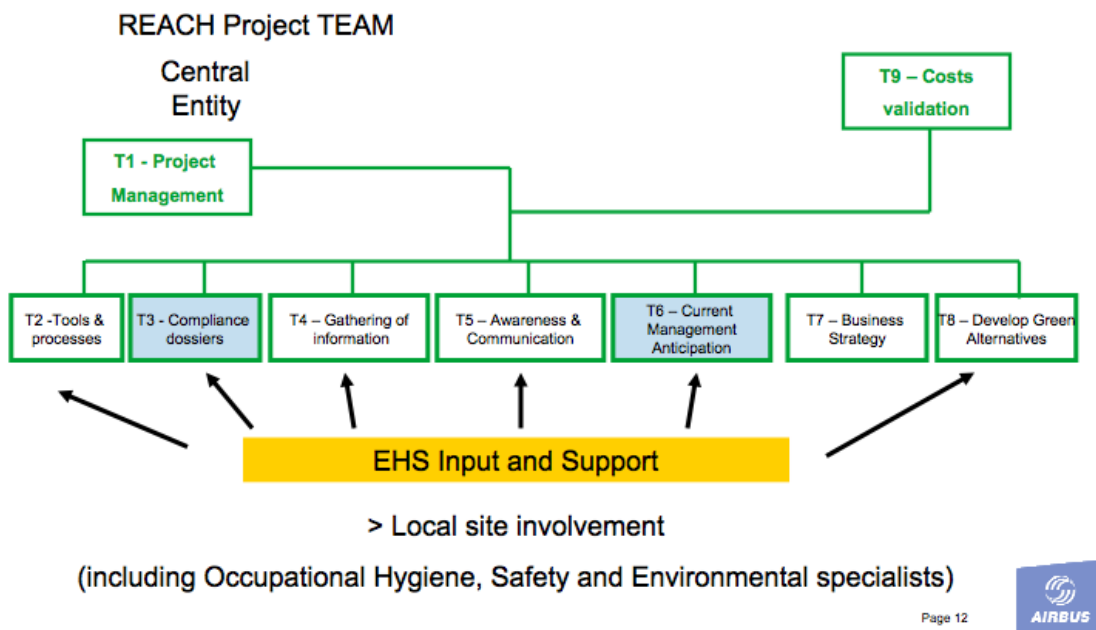 REACH Project TEAM
Central
Entity
T9 – Costs
validation
T1 - Project
Management
T2 -Tools &
processes
T3 - Compliance
dossiers
T4 – Gathering of
information
T5 – Awareness &
Communication
T6 – Current
Management
Anticipation
T7 – Business
Strategy
T8 – Develop Green
Alternatives
EHS Input and Support
> Local site involvement
(including Occupational Hygiene, Safety and Environmental specialists)
Page 12
AIRBUS